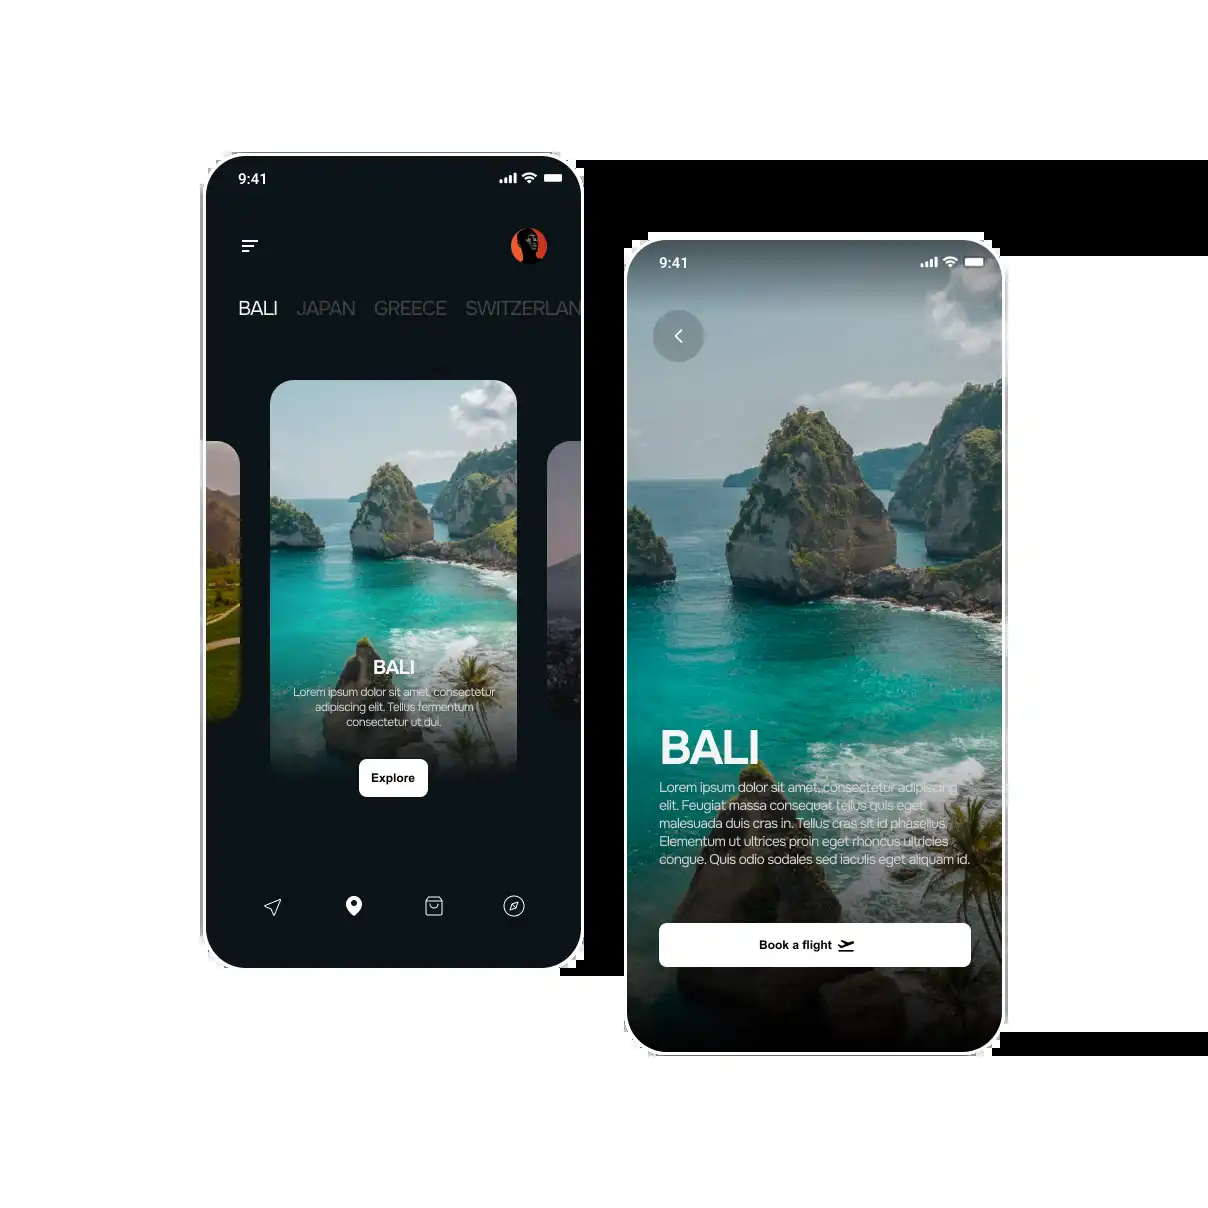 9:41
BALI JAPAN GREECE SWITZERLAN
BALI
Lorem ipsum dolor sit amet, consectetur
adipiscing elit. Tellus fermentum
consectetur ut dui.
Explore
9:41
BALI
Lorem ipsum dolor sit amet, consectetur adipiscing
elit. Feugiat massa consequat tellus quis eget
malesuada duis cras in. Tellus cras sit id phasellus.
Elementum ut ultrices proin eget rhoncus ultricies
congue. Quis odio sodales sed iaculis eget aliquam id.
Book a flight